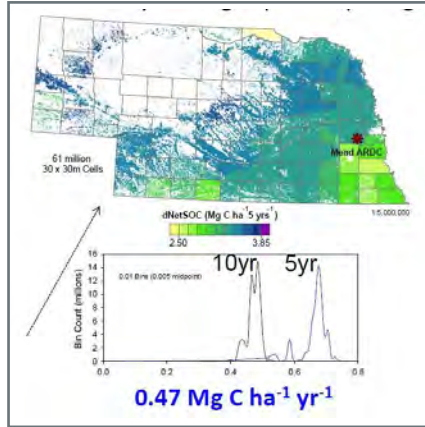 61 million
30 x 30m Cells
Mead ARDC
dNetSOC (Mg C ha⁻¹ 5 yrs⁻¹)
2.50 3.85
1:5,000,000
10yr 5yr
0.01 Bins (0.005 midpoint)
Bin Count (millions)
16
14
12
10
8
6
4
2
0
0.0 0.2 0.4 0.6 0.8
0.47 Mg C ha⁻¹ yr⁻¹